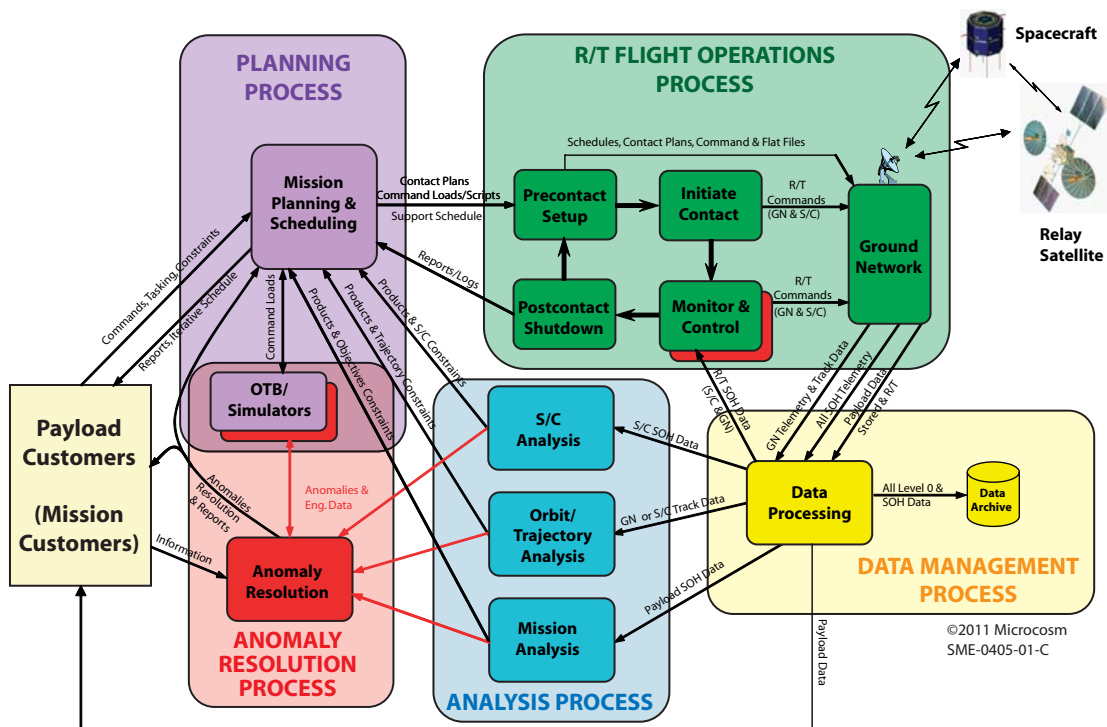 PLANNING
PROCESS
R/T FLIGHT OPERATIONS
PROCESS
Spacecraft
Relay
Satellite
Schedules, Contact Plans, Command & Flat Files
Mission
Planning &
Scheduling
Contact Plans
Command Loads/Scripts
Support Schedule
Precontact
Setup
Initiate
Contact
R/T
Commands
(GN & S/C)
Ground
Network
Reports/Logs
Postcontact
Shutdown
Monitor &
Control
R/T
Commands
(GN & S/C)
Commands, Tasking, Constraints
Reports, Iterative Schedule
Command Loads
Products & Objectives Constraints
Products & Trajectory Constraints
Products & S/C Constraints
R/T SOH Data
(S/C &GN)
GN Telemetry & Track Data
All SOH Telemetry
Payload Data
Stored & R/T
OTB/
Simulators
Payload
Customers
(Mission
Customers)
S/C
Analysis
S/C SOH Data
Anomalies
Resolution
& Reports
Anomalies &
Eng. Data
Data
Processing
All Level 0 &
SOH Data
Data
Archive
Orbit/
Trajectory
Analysis
GN or S/C Track Data
Information
Anomaly
Resolution
DATA MANAGEMENT
PROCESS
Payload SOH Data
Mission
Analysis
ANOMALY
RESOLUTION
PROCESS
ANALYSIS PROCESS
Payload Data
©2011 Microcosm
SME-0405-01-C